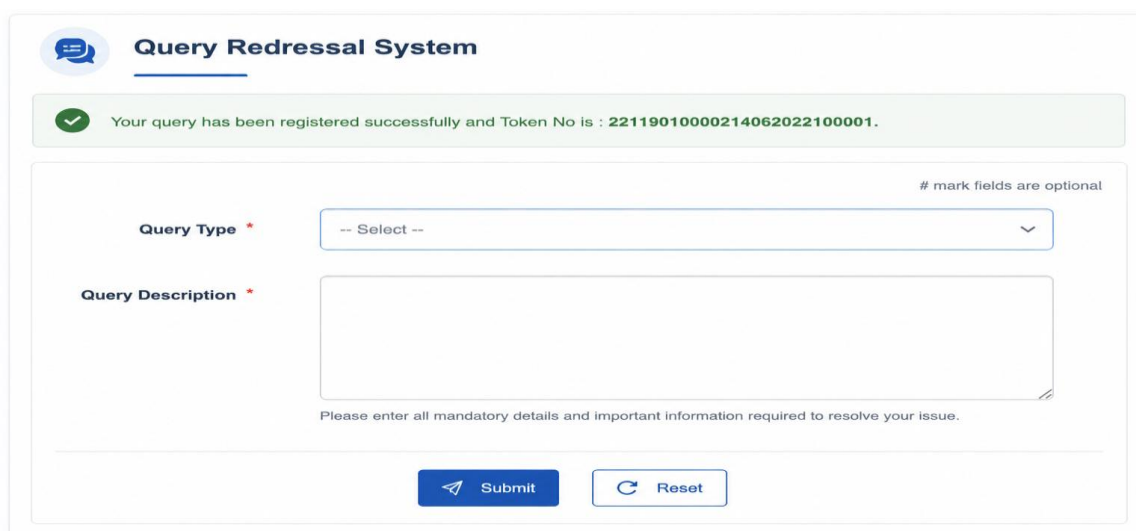 Query Redressal System
Your query has been registered successfully and Token No is : 22119010000214062022100001.
# mark fields are optional
Query Type *
-- Select --
Query Description *
Please enter all mandatory details and important information required to resolve your issue.
Submit
Reset